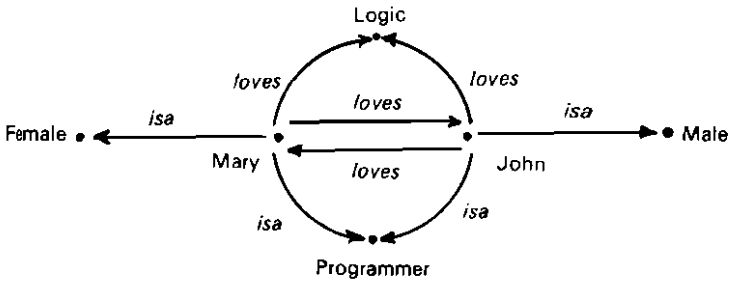 Logic
loves
loves
loves
isa
isa
Female
Male
Mary
loves
John
isa
isa
Programmer